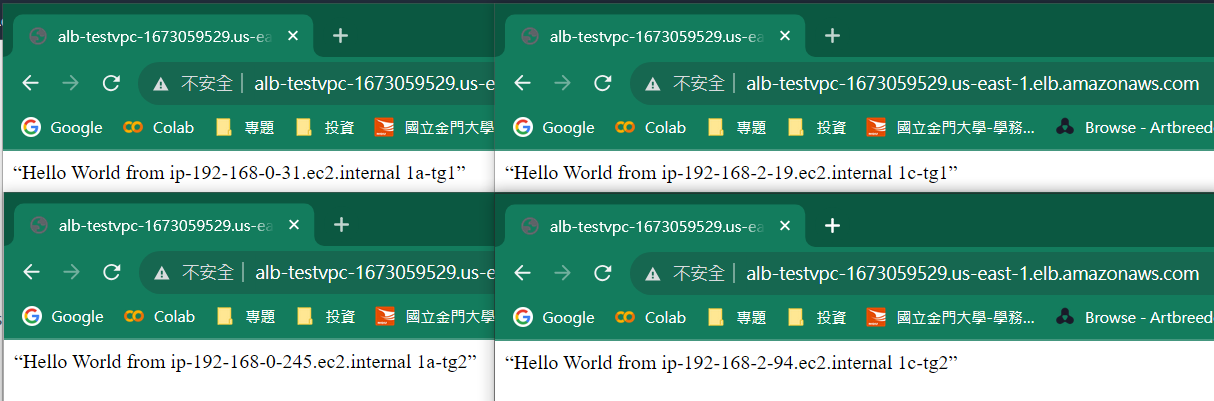 alb-testvpc-1673059529.us-ea
不安全 alb-testvpc-1673059529.us-e
Google Colab 專題 投資 國立金門大學
“Hello World from ip-192-168-0-31.ec2.internal 1a-tg1”
alb-testvpc-1673059529.us-ea
不安全 alb-testvpc-1673059529.us-east-1.elb.amazonaws.com
Google Colab 專題 投資 國立金門大學-學務... Browse - Artbreed
“Hello World from ip-192-168-2-19.ec2.internal 1c-tg1”
alb-testvpc-1673059529.us-ea
不安全 alb-testvpc-1673059529.us-e
Google Colab 專題 投資 國立金門大學
“Hello World from ip-192-168-0-245.ec2.internal 1a-tg2”
alb-testvpc-1673059529.us-ea
不安全 alb-testvpc-1673059529.us-east-1.elb.amazonaws.com
Google Colab 專題 投資 國立金門大學-學務... Browse - Artbreed
“Hello World from ip-192-168-2-94.ec2.internal 1c-tg2”